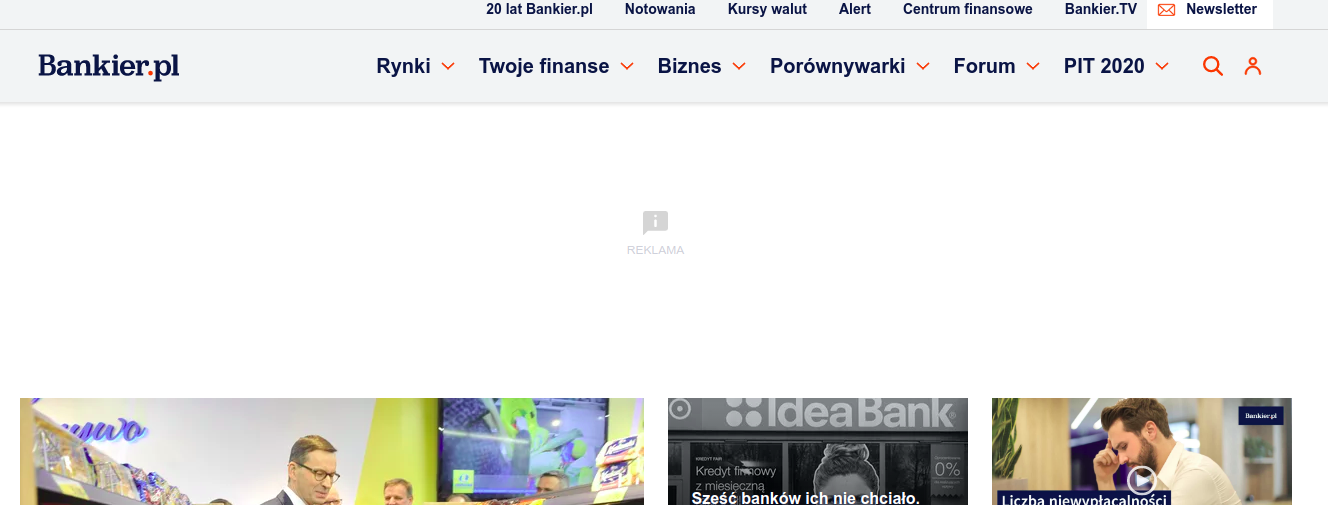 20 lat Bankier.pl Notowania Kursy walut Alert Centrum finansowe Bankier.TV Newsletter
Bankier.pl Rynki Twoje finanse Biznes Porównywarki Forum PIT 2020
REKLAMA
IdeaBank
Bankier.pl
KREDYT FAIR
Kredyt firmowy
z miesięczną
0%
Sześć banków ich nie chciało.
Liczba niewypłacalności